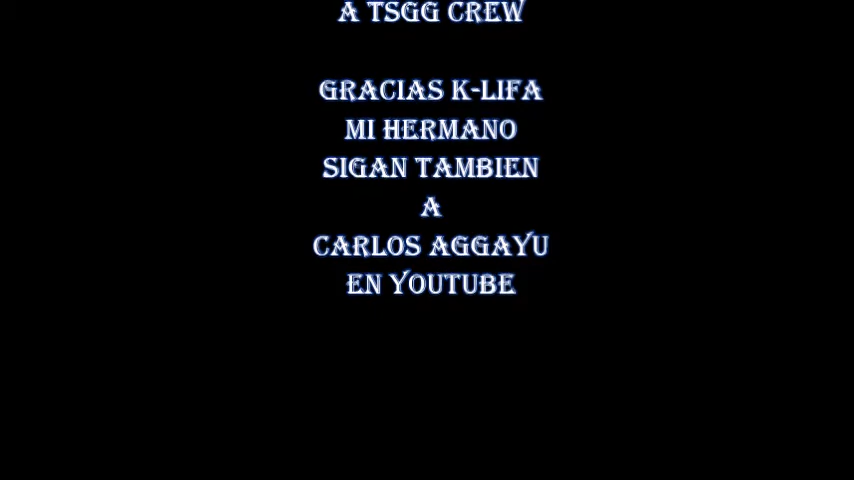 A TSGG CREW
GRACIAS K-LIFA
MI HERMANO
SIGAN TAMBIEN
A
CARLOS AGGAYU
EN YOUTUBE